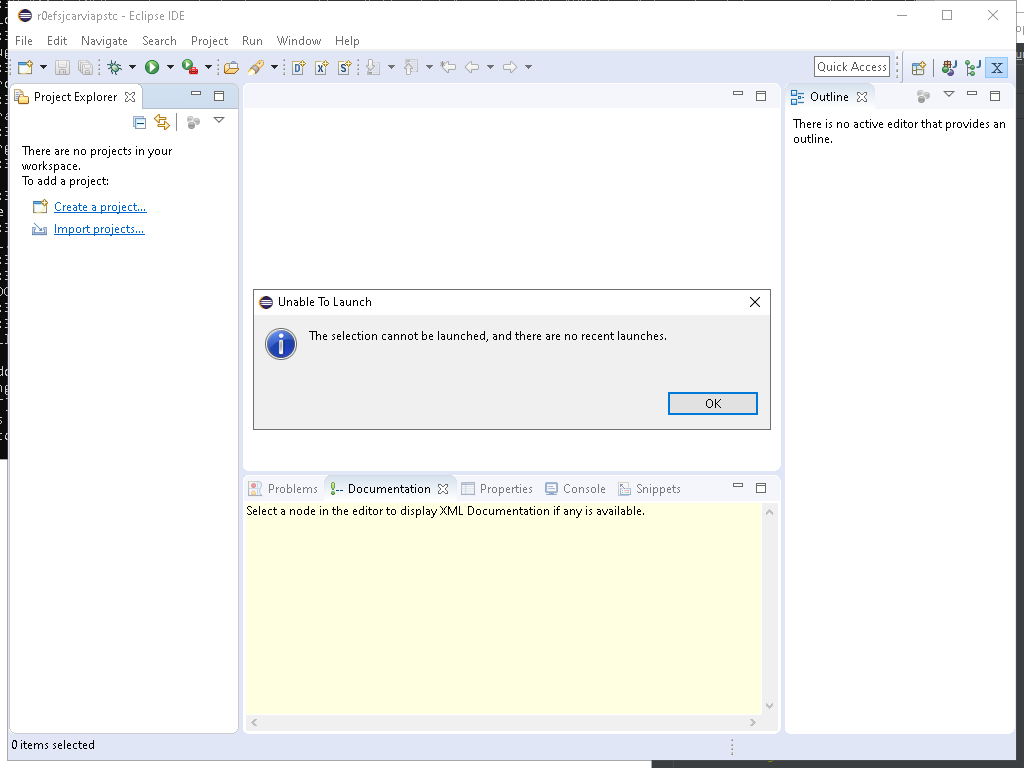 r0efsjcarviapstc - Eclipse IDE
File Edit Navigate Search Project Run Window Help
Quick Access
Project Explorer
There are no projects in your
workspace.
To add a project:
Create a project...
Import projects...
Outline
There is no active editor that provides an
outline.
Unable To Launch
The selection cannot be launched, and there are no recent launches.
OK
Problems Documentation Properties Console Snippets
Select a node in the editor to display XML Documentation if any is available.
0 items selected